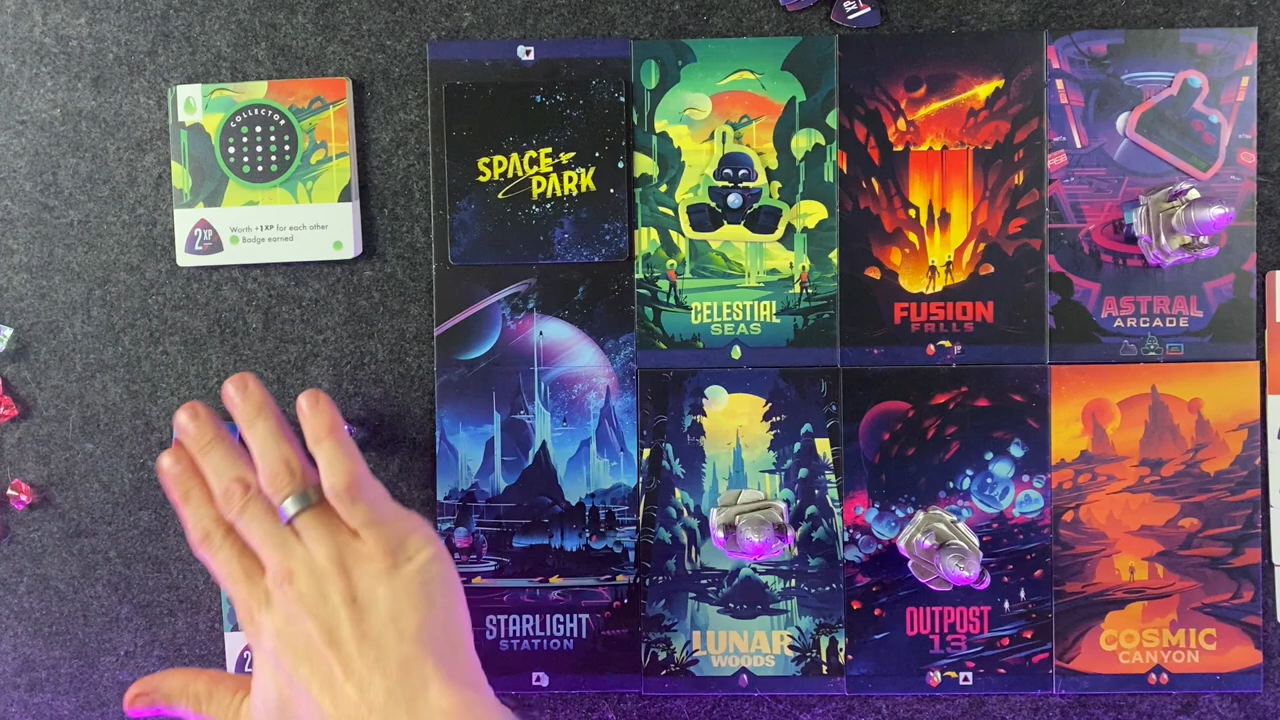 COLLECTOR
2XP
Worth +1XP for each other
Badge earned
SPACE
PARK
CELESTIAL
SEAS
FUSION
FALLS
ASTRAL
ARCADE
STARLIGHT
STATION
LUNAR
WOODS
OUTPOST
13
COSMIC
CANYON
2